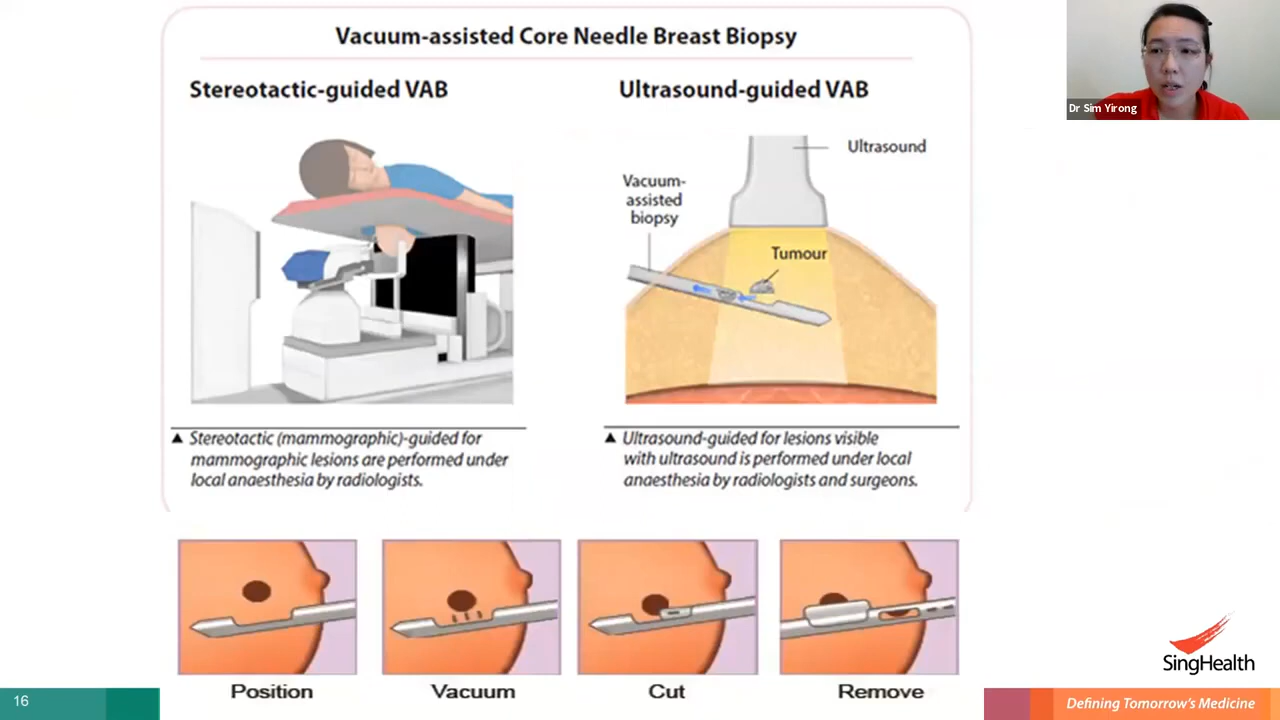 Vacuum-assisted Core Needle Breast Biopsy
Stereotactic-guided VAB
Ultrasound-guided VAB
Ultrasound
Vacuum-
assisted
biopsy
Tumour
▲ Stereotactic (mammographic)-guided for
mammographic lesions are performed under
local anaesthesia by radiologists.
▲ Ultrasound-guided for lesions visible
with ultrasound is performed under local
anaesthesia by radiologists and surgeons.
Position
Vacuum
Cut
Remove
Dr Sim Yirong
SingHealth
16
Defining Tomorrow's Medicine